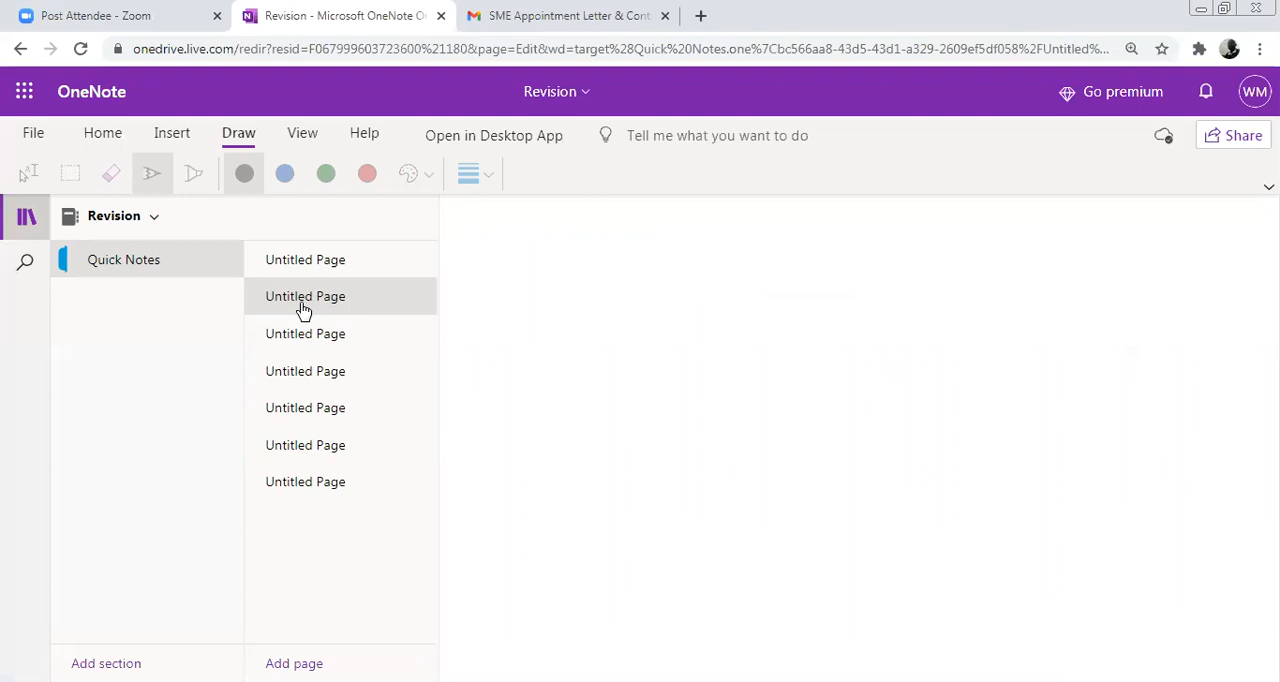 Post Attendee - Zoom
Revision - Microsoft OneNote O
SME Appointment Letter & Cont
onedrive.live.com/redir?resid=F067999603723600%21180&page=Edit&wd=target%28Quick%20Notes.one%7Cbc566aa8-43d5-43d1-a329-2609ef5df058%2FUntitled%...
OneNote
Revision
Go premium
WM
File Home Insert Draw View Help Open in Desktop App Tell me what you want to do Share
Revision
Quick Notes
Untitled Page
Untitled Page
Untitled Page
Untitled Page
Untitled Page
Untitled Page
Untitled Page
Add section
Add page